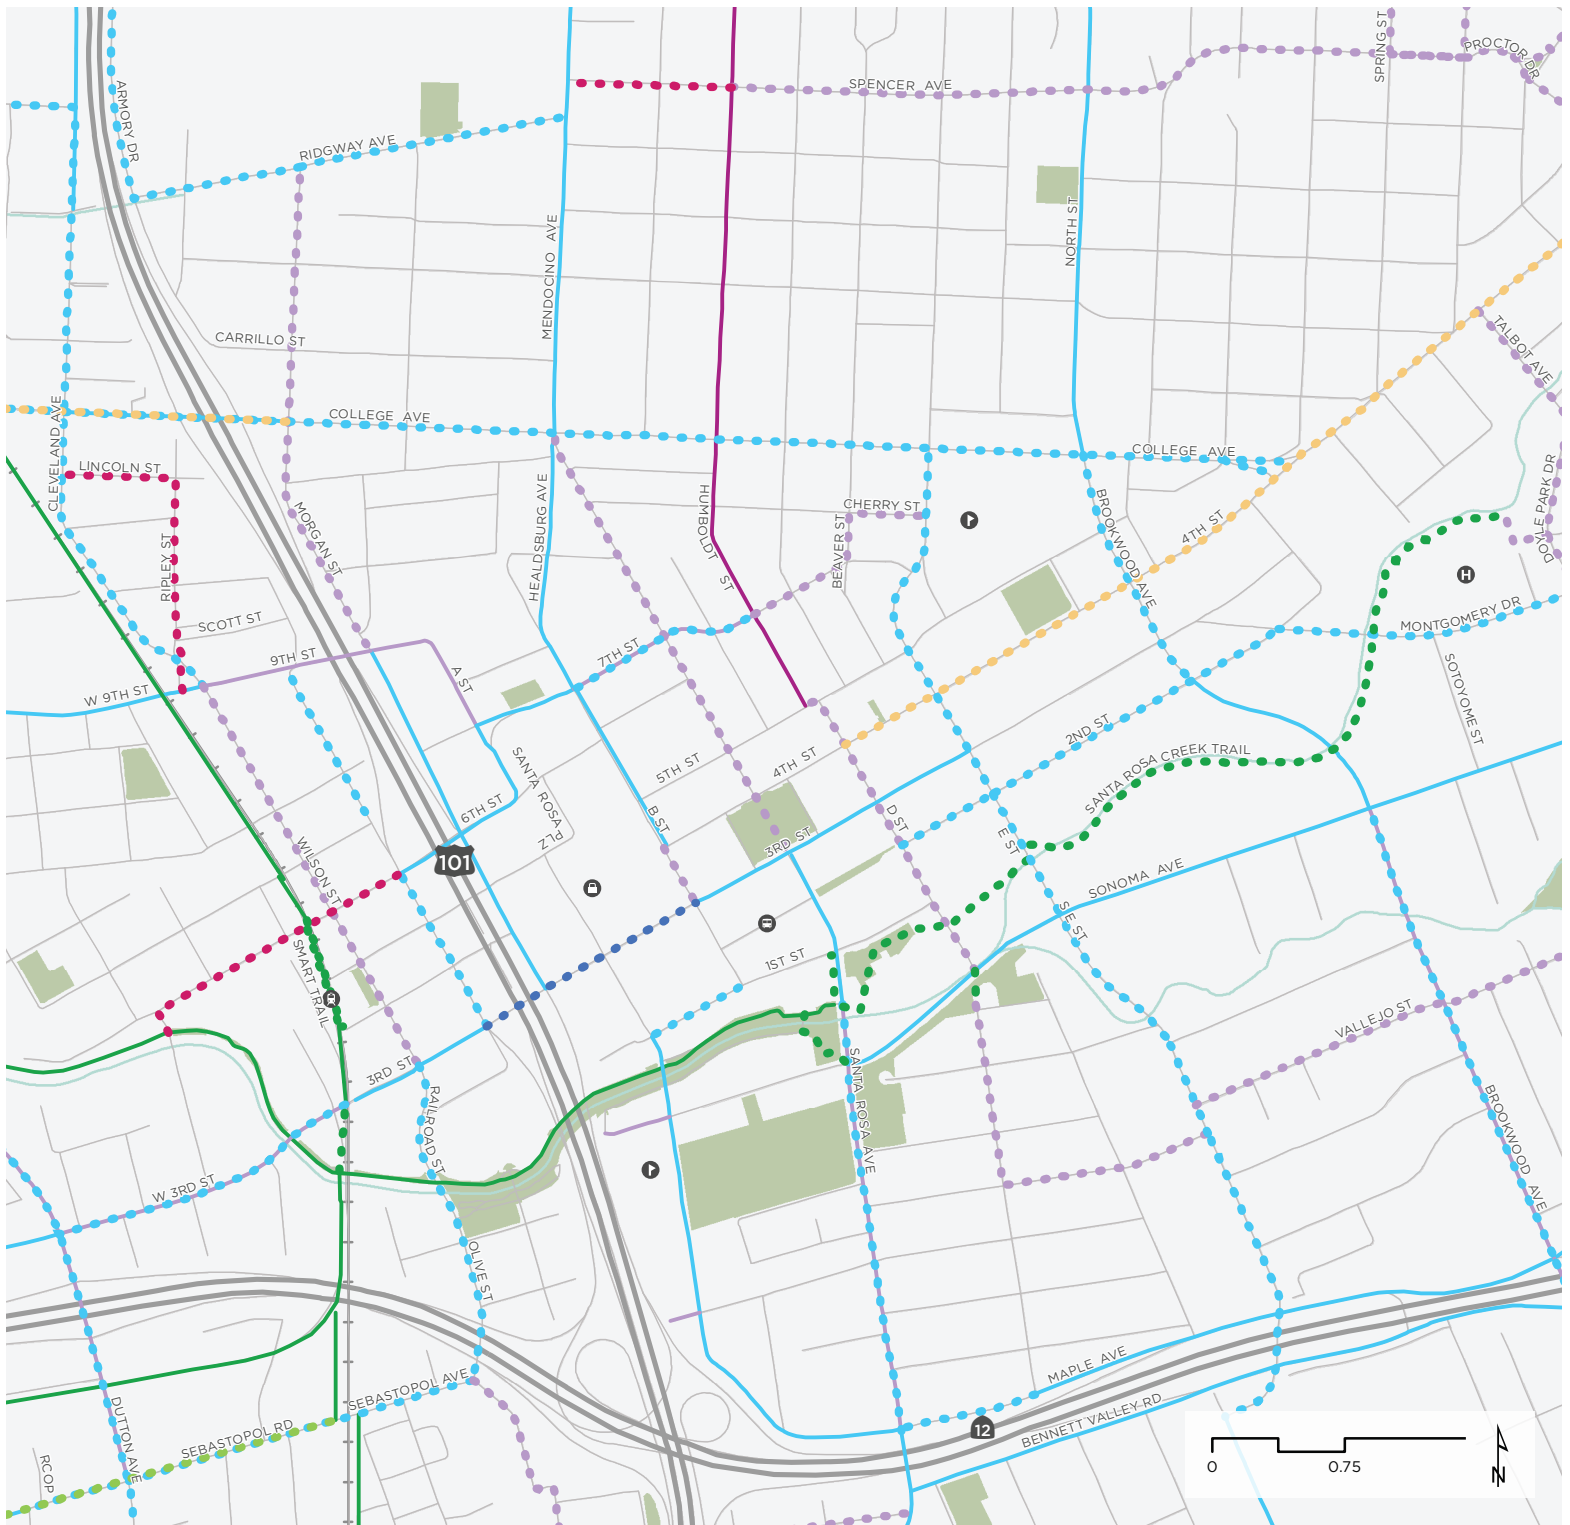 SPRING ST
PROCTOR DR
ARMORY DR
SPENCER AVE
RIDGWAY AVE
NORTH ST
MENDOCINO AVE
CARRILLO ST
TALBOT AVE
CLEVELAND AVE
COLLEGE AVE
COLLEGE AVE
LINCOLN ST
HEALDSBURG AVE
HUMBOLDT ST
CHERRY ST
BEAVER ST
BROOKWOOD AVE
4TH ST
DOYLE PARK DR
MORGAN ST
RIPLEY ST
H
SCOTT ST
MONTGOMERY DR
9TH ST
7TH ST
A ST
SOTOYOME ST
W 9TH ST
2ND ST
SANTA ROSA CREEK TRAIL
5TH ST
4TH ST
SANTA ROSA PLZ
6TH ST
B ST
D ST
3RD ST
E ST
101
WILSON ST
SONOMA AVE
S E ST
SMART TRAIL
1ST ST
VALLEJO ST
3RD ST
SANTA ROSA AVE
RAILROAD ST
BROOKWOOD AVE
W 3RD ST
OLIVE ST
MAPLE AVE
SEBASTOPOL AVE
12
BENNETT VALLEY RD
DUTTON AVE
SEBASTOPOL RD
RCOP
0 0.75
N